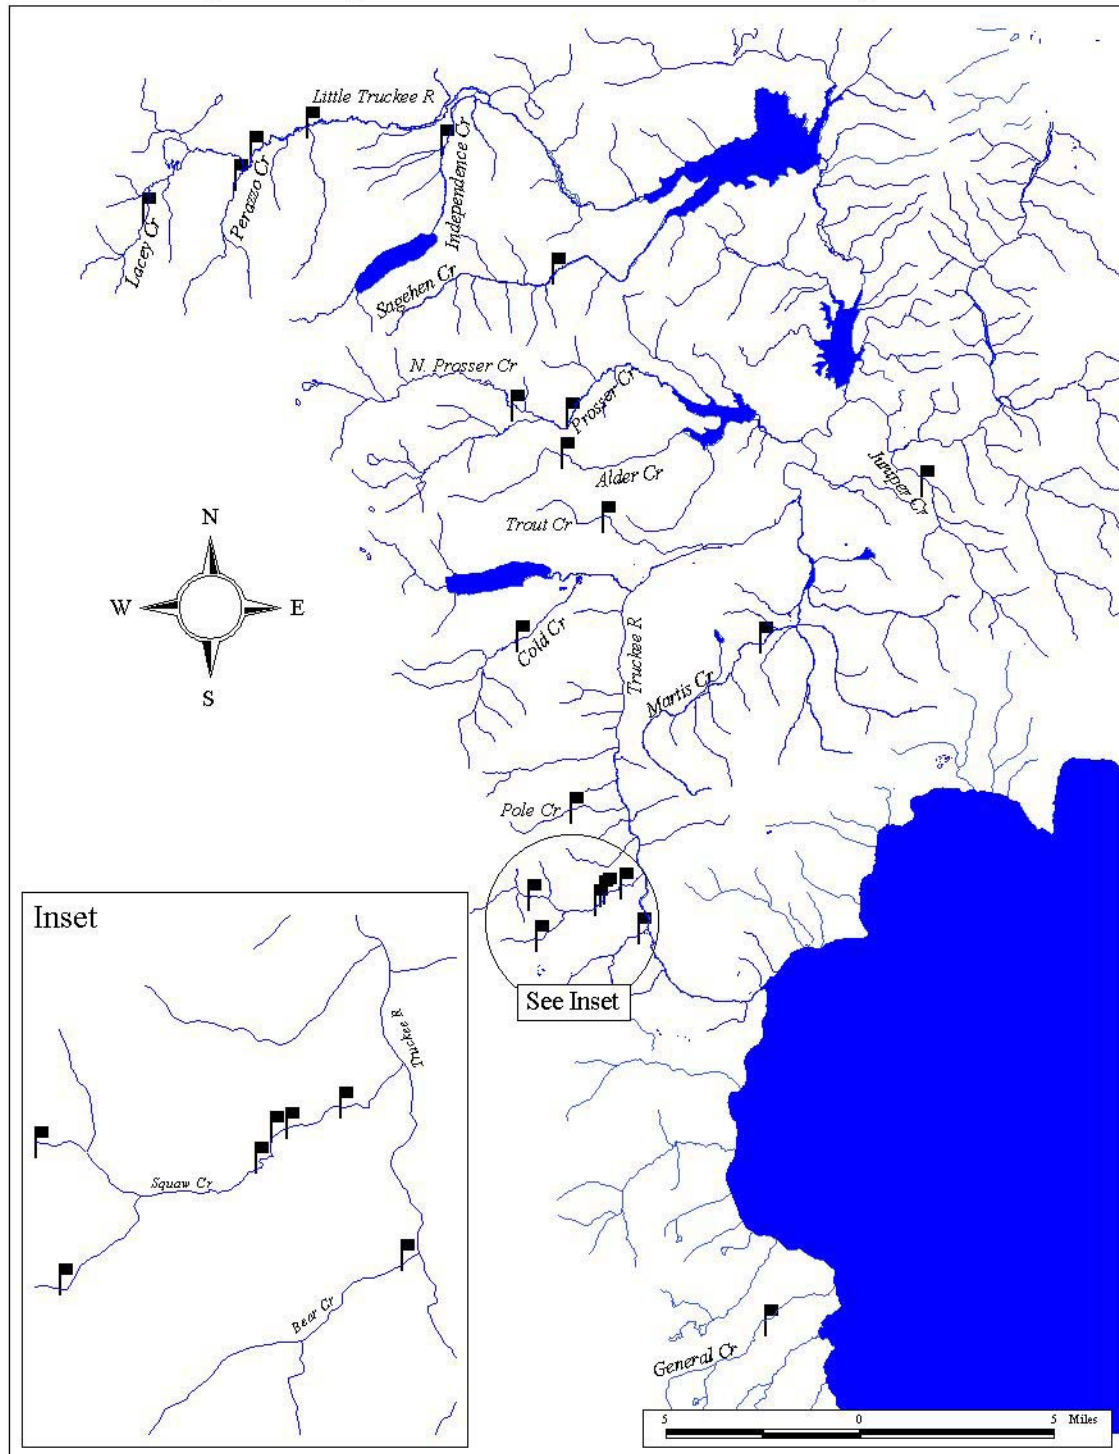 Little Truckee R
Independence Cr
Perazzo Cr
Lacey Cr
Sagehen Cr
N. Prosser Cr
Prosser Cr
Juniper Cr
Alder Cr
Trout Cr
N
W
E
S
Cold Cr
Truckee R
Martis Cr
Pole Cr
See Inset
Inset
Truckee R
Squaw Cr
Bear Cr
General Cr
5 0 5 Miles